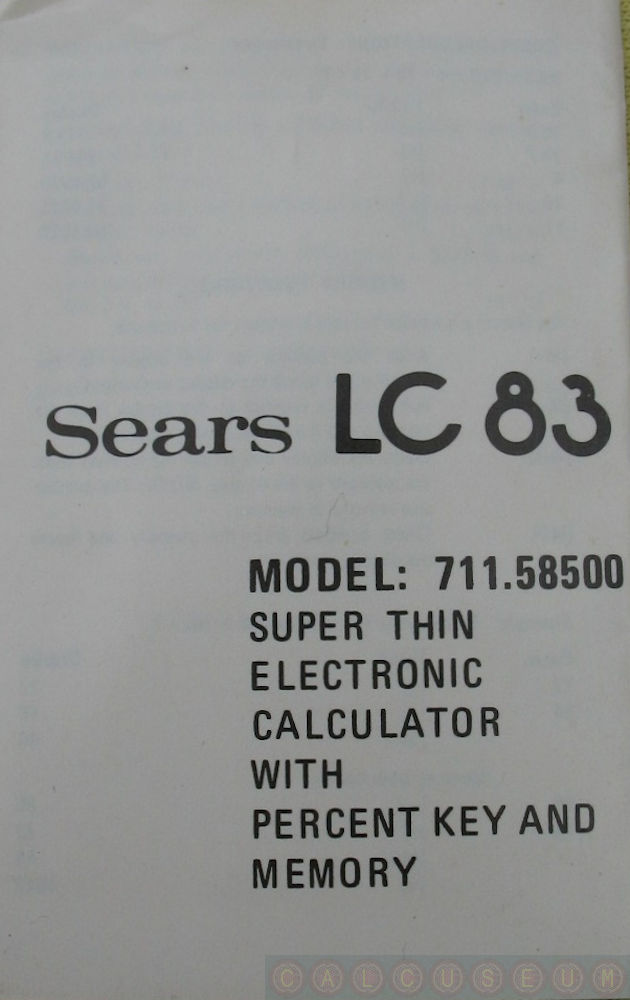 Sears LC 83
MODEL: 711.58500
SUPER THIN
ELECTRONIC
CALCULATOR
WITH
PERCENT KEY AND
MEMORY
CALCUSEUM